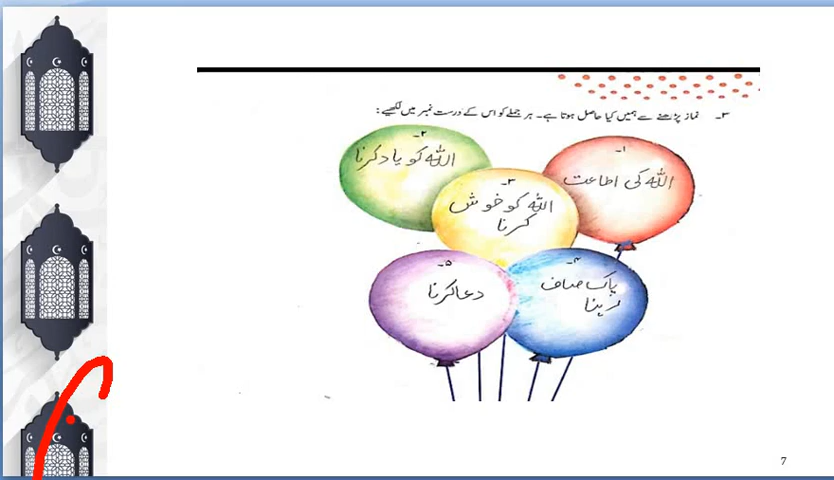 ۳۔ نماز پڑھنے سے ہمیں کیا حاصل ہوتا ہے۔ ہر جملے کو اس کے درست نمبر میں لکھیے:
۱۔
اللہ کی اطاعت
۲۔
اللہ کو یاد کرنا
۳۔
اللہ کو خوش
کرنا
۴۔
پاک صاف
رہنا
۵۔
دعا کرنا
7